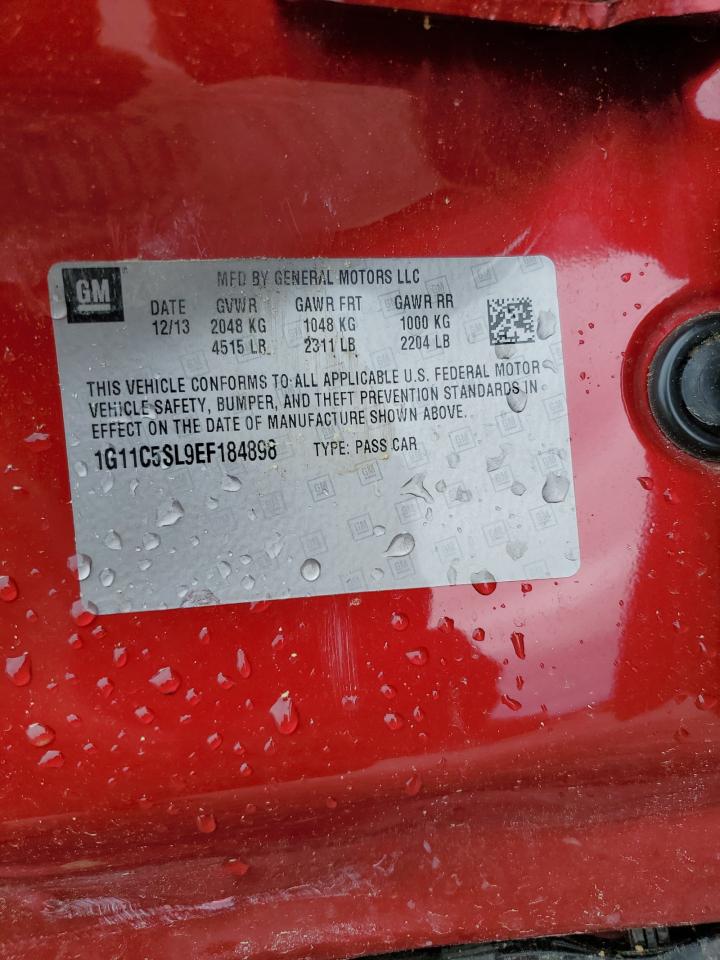 GM
MFD BY GENERAL MOTORS LLC
DATE GVWR GAWR FRT GAWR RR
12/13 2048 KG 1048 KG 1000 KG
4515 LB 2311 LB 2204 LB
THIS VEHICLE CONFORMS TO ALL APPLICABLE U.S. FEDERAL MOTOR
VEHICLE SAFETY, BUMPER, AND THEFT PREVENTION STANDARDS IN
EFFECT ON THE DATE OF MANUFACTURE SHOWN ABOVE.
1G11C5SL9EF184898 TYPE: PASS CAR